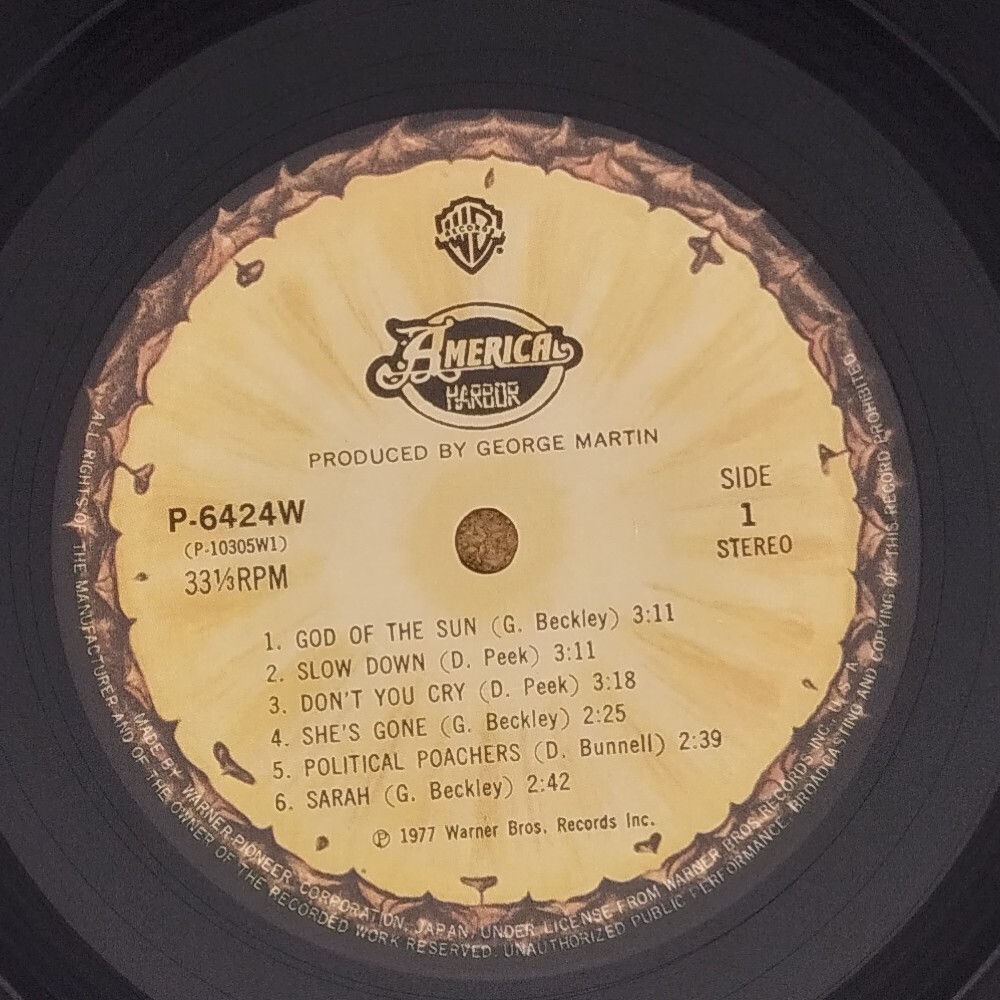 W
RECORDS
AMERICA
HARBOR
PRODUCED BY GEORGE MARTIN
P-6424W
(P-10305W1)
33⅓RPM
SIDE
1
STEREO
1. GOD OF THE SUN (G. Beckley) 3:11
2. SLOW DOWN (D. Peek) 3:11
3. DON'T YOU CRY (D. Peek) 3:18
4. SHE'S GONE (G. Beckley) 2:25
5. POLITICAL POACHERS (D. Bunnell) 2:39
6. SARAH (G. Beckley) 2:42
℗ 1977 Warner Bros. Records Inc.
MADE BY WARNER-PIONEER CORPORATION, JAPAN, UNDER LICENSE FROM WARNER BROS. RECORDS INC. U.S.A.
ALL RIGHTS OF THE MANUFACTURER AND OF THE OWNER OF THE RECORDED WORK RESERVED. UNAUTHORIZED PUBLIC PERFORMANCE, BROADCASTING AND COPYING OF THIS RECORD PROHIBITED